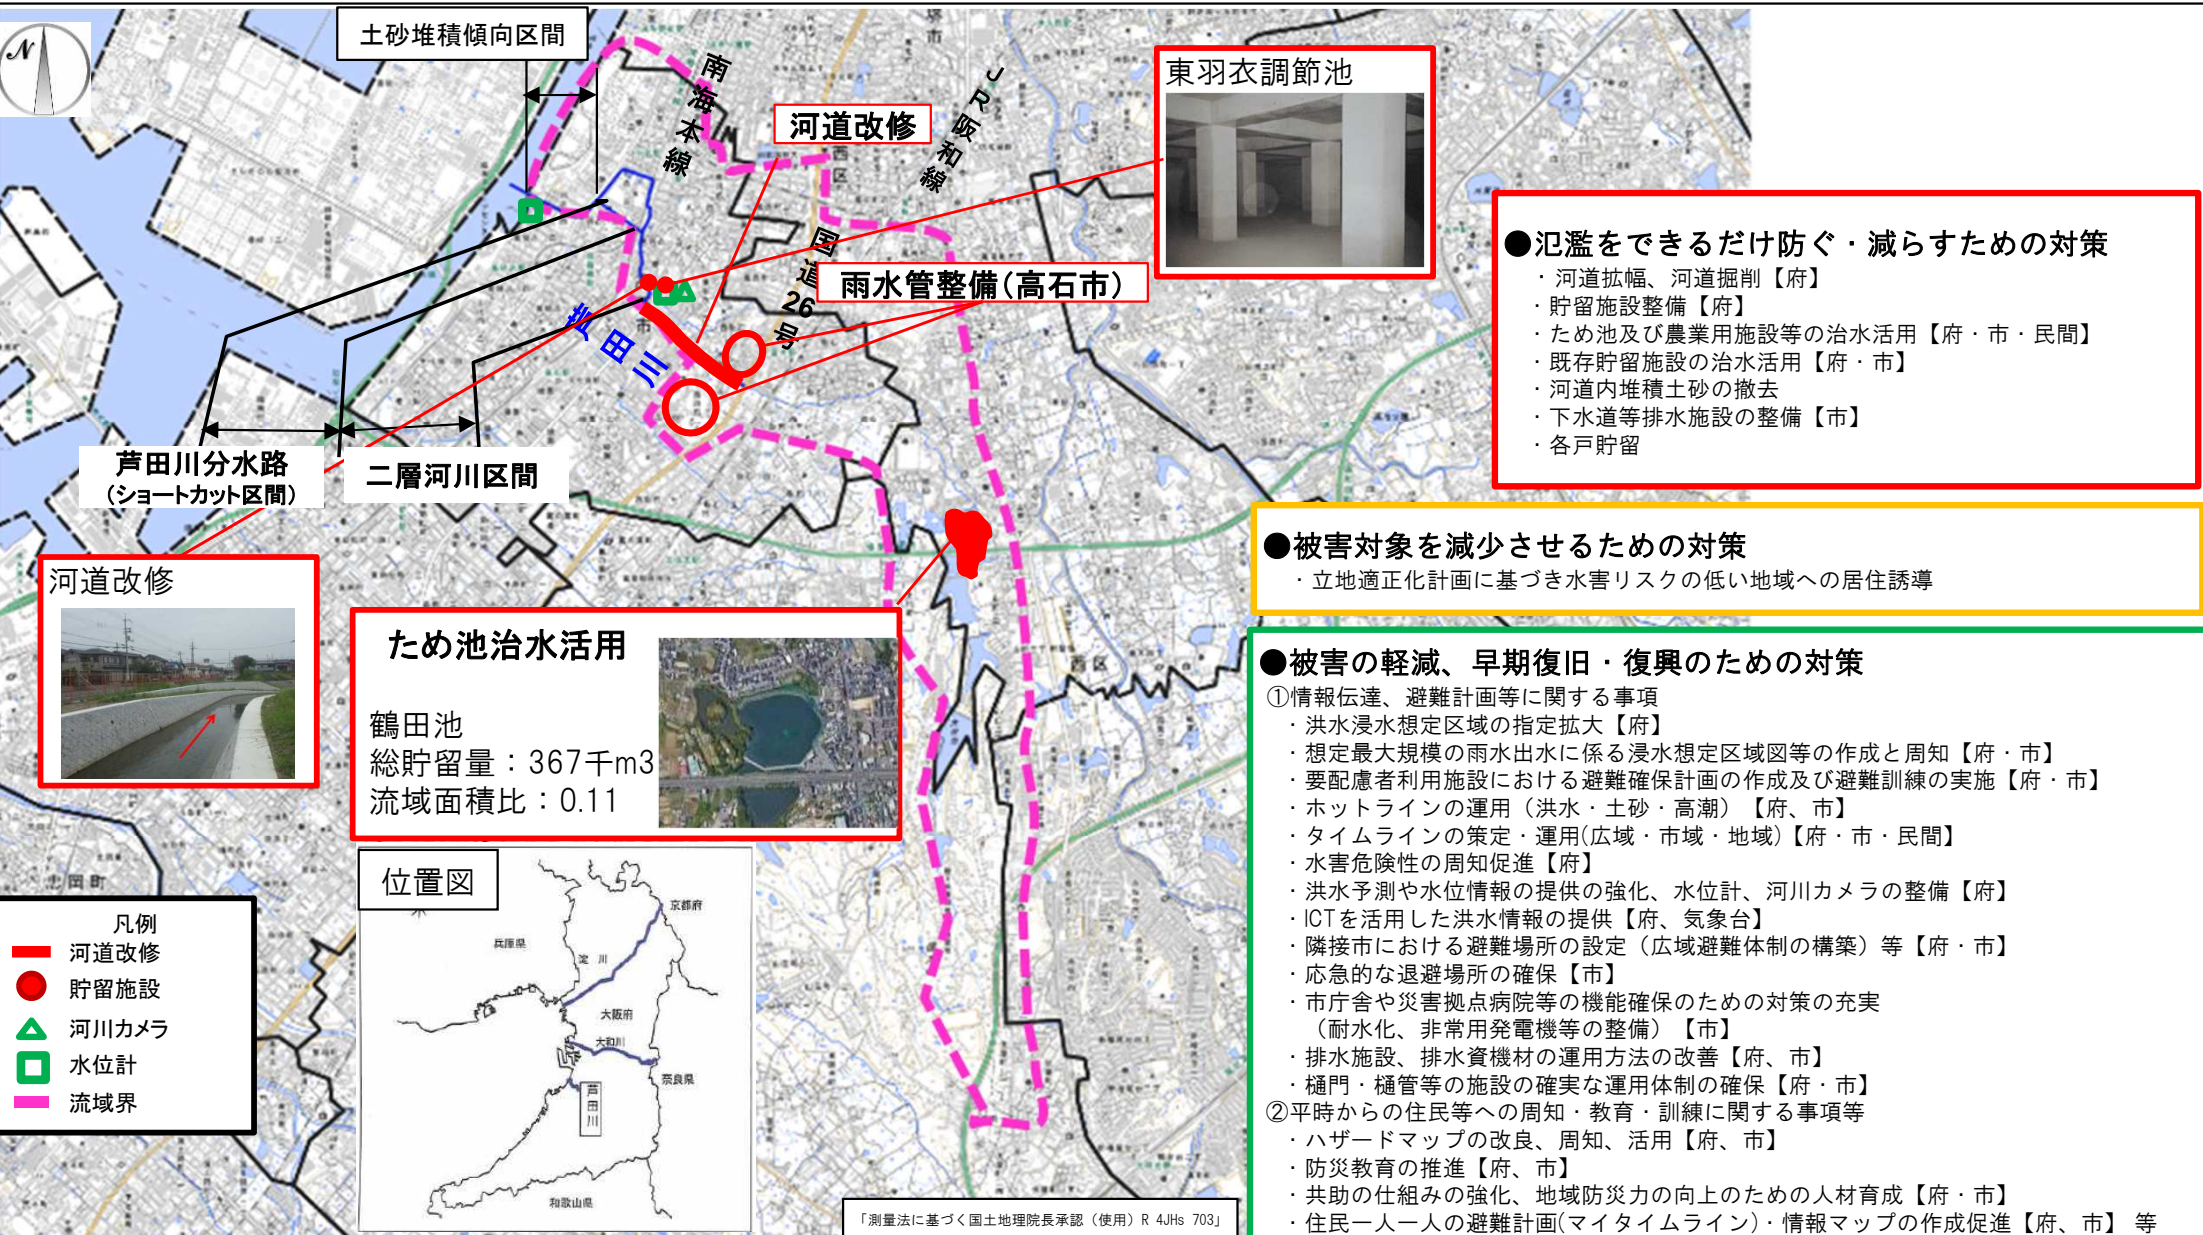 N
土砂堆積傾向区間
南海本線
JR阪和線
河道改修
東羽衣調節池
国道26号
雨水管整備(高石市)
芦田川
芦田川分水路
(ショートカット区間)
二層河川区間
河道改修
ため池治水活用
鶴田池
総貯留量：367千m3
流域面積比：0.11
西区
西区
市
忠岡町
位置図
京都府
兵庫県
淀川
大阪府
大和川
奈良県
芦田川
和歌山県
凡例
河道改修
貯留施設
河川カメラ
水位計
流域界
「測量法に基づく国土地理院長承認（使用）R 4JHs 703」
●氾濫をできるだけ防ぐ・減らすための対策
・河道拡幅、河道掘削【府】
・貯留施設整備【府】
・ため池及び農業用施設等の治水活用【府・市・民間】
・既存貯留施設の治水活用【府・市】
・河道内堆積土砂の撤去
・下水道等排水施設の整備【市】
・各戸貯留
●被害対象を減少させるための対策
・立地適正化計画に基づき水害リスクの低い地域への居住誘導
●被害の軽減、早期復旧・復興のための対策
①情報伝達、避難計画等に関する事項
・洪水浸水想定区域の指定拡大【府】
・想定最大規模の雨水出水に係る浸水想定区域図等の作成と周知【府・市】
・要配慮者利用施設における避難確保計画の作成及び避難訓練の実施【府・市】
・ホットラインの運用（洪水・土砂・高潮）【府、市】
・タイムラインの策定・運用(広域・市域・地域)【府・市・民間】
・水害危険性の周知促進【府】
・洪水予測や水位情報の提供の強化、水位計、河川カメラの整備【府】
・ICTを活用した洪水情報の提供【府、気象台】
・隣接市における避難場所の設定（広域避難体制の構築）等【府・市】
・応急的な退避場所の確保【市】
・市庁舎や災害拠点病院等の機能確保のための対策の充実
（耐水化、非常用発電機等の整備）【市】
・排水施設、排水資機材の運用方法の改善【府、市】
・樋門・樋管等の施設の確実な運用体制の確保【府・市】
②平時からの住民等への周知・教育・訓練に関する事項等
・ハザードマップの改良、周知、活用【府、市】
・防災教育の推進【府、市】
・共助の仕組みの強化、地域防災力の向上のための人材育成【府・市】
・住民一人一人の避難計画(マイタイムライン)・情報マップの作成促進【府、市】 等